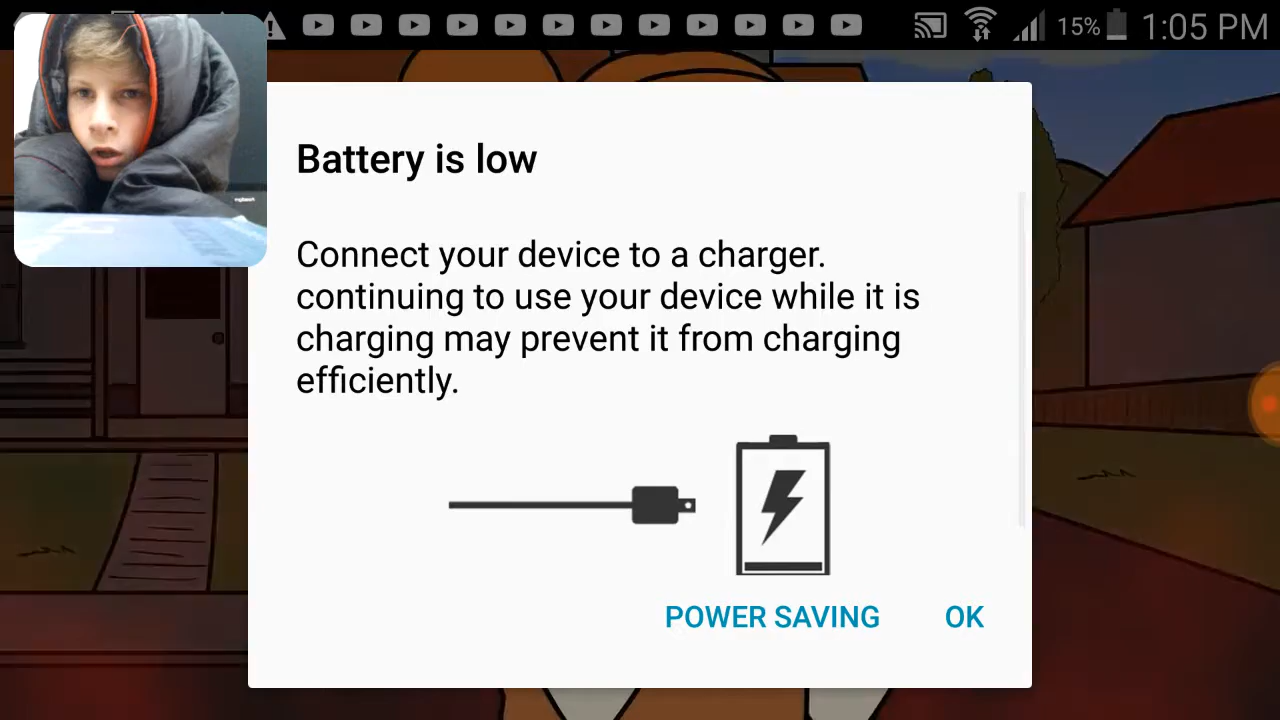 15% 1:05 PM
Battery is low
Connect your device to a charger.
continuing to use your device while it is
charging may prevent it from charging
efficiently.
POWER SAVING OK